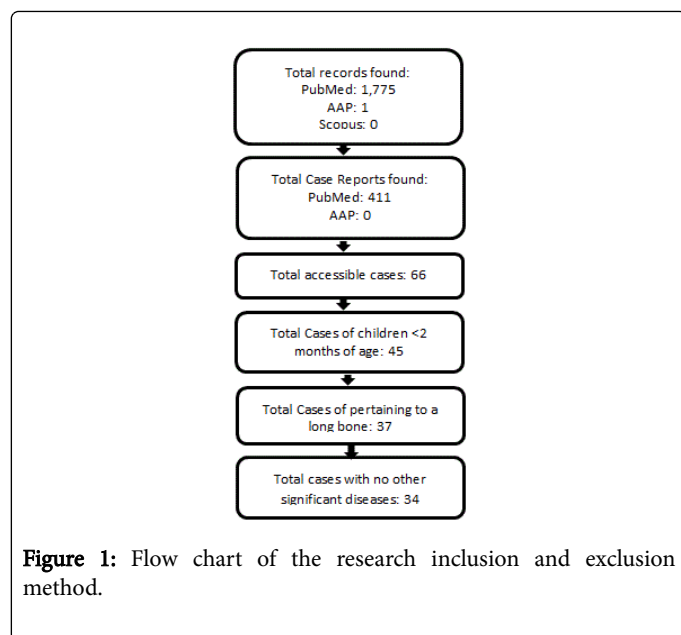 Total records found:
PubMed: 1,775
AAP: 1
Scopus: 0
Total Case Reports found:
PubMed: 411
AAP: 0
Total accessible cases: 66
Total Cases of children <2
months of age: 45
Total Cases of pertaining to a
long bone: 37
Total cases with no other
significant diseases: 34
Figure 1: Flow chart of the research inclusion and exclusion
method.